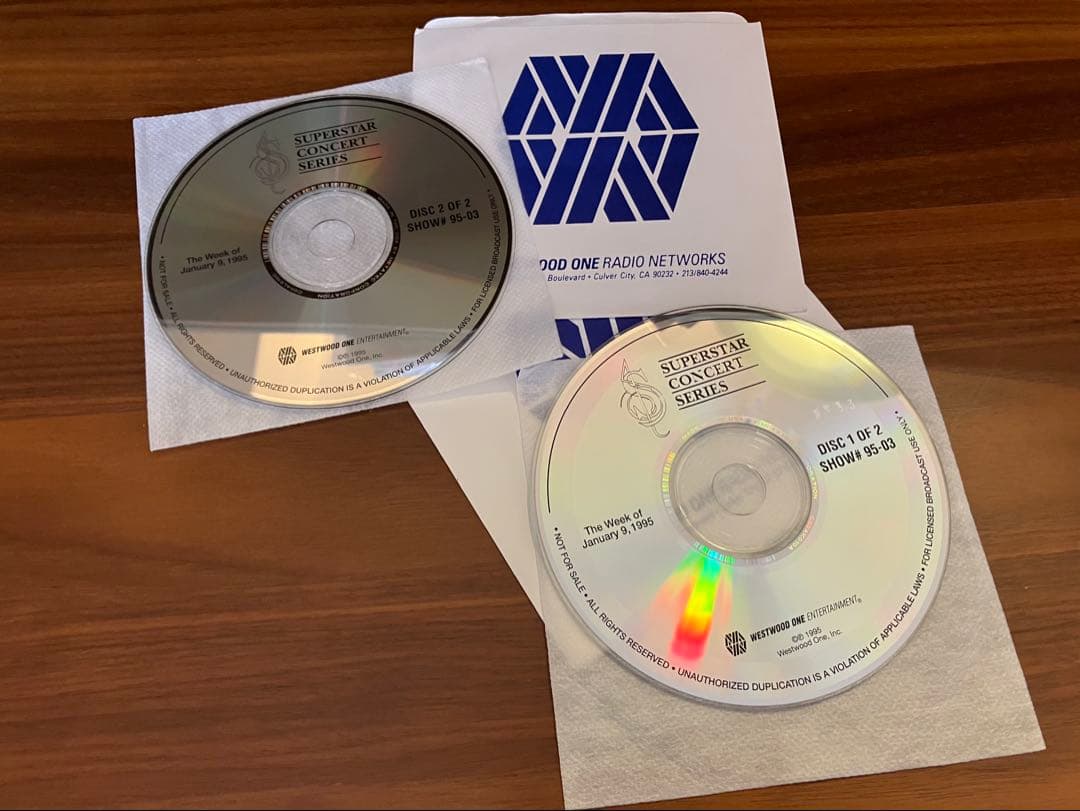 SUPERSTAR
CONCERT
SERIES
DISC 2 OF 2
SHOW# 95-03
The Week of
January 9, 1995
WESTWOOD ONE ENTERTAINMENT®
©℗ 1995
Westwood One, Inc.
• NOT FOR SALE • ALL RIGHTS RESERVED • UNAUTHORIZED DUPLICATION IS A VIOLATION OF APPLICABLE LAWS • FOR LICENSED BROADCAST USE ONLY •
OOD ONE RADIO NETWORKS
Boulevard • Culver City, CA 90232 • 213/840-4244
SUPERSTAR
CONCERT
SERIES
DISC 1 OF 2
SHOW# 95-03
The Week of
January 9, 1995
WESTWOOD ONE ENTERTAINMENT®
©℗ 1995
Westwood One, Inc.
• NOT FOR SALE • ALL RIGHTS RESERVED • UNAUTHORIZED DUPLICATION IS A VIOLATION OF APPLICABLE LAWS • FOR LICENSED BROADCAST USE ONLY •